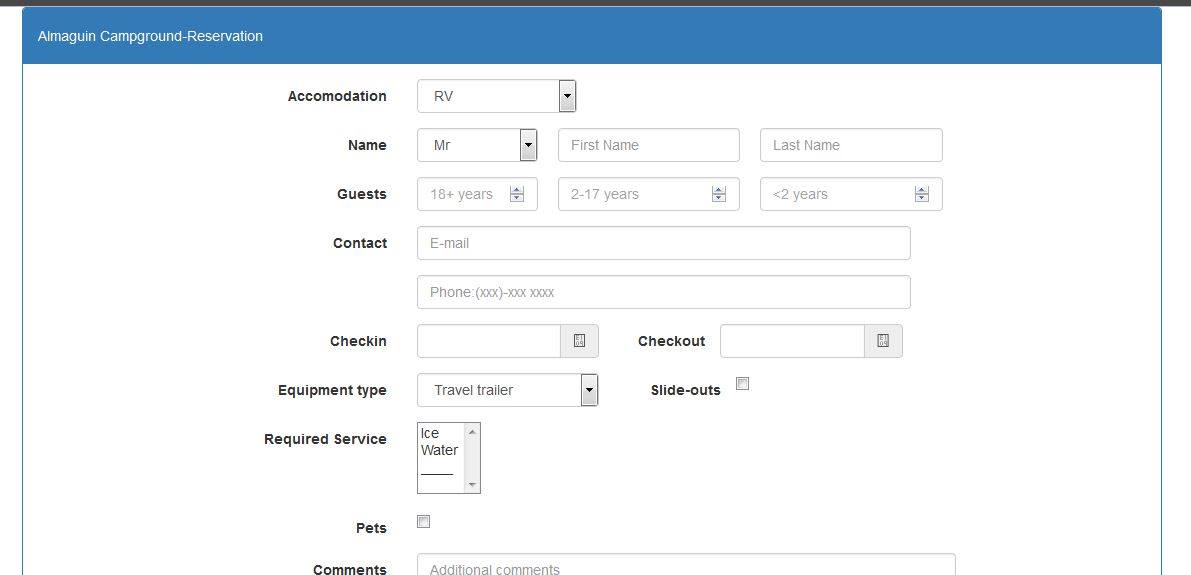 Almaguin Campground-Reservation
Accomodation RV
Name Mr First Name Last Name
Guests 18+ years 2-17 years <2 years
Contact E-mail
Phone:(xxx)-xxx xxxx
Checkin Checkout
Equipment type Travel trailer Slide-outs
Required Service Ice
Water
Pets
Comments Additional comments